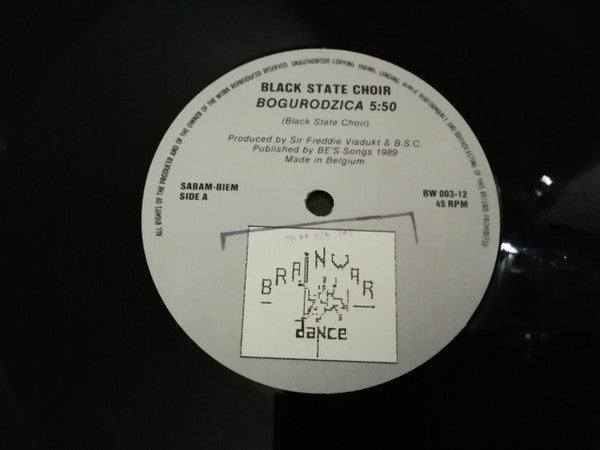 ALL RIGHTS OF THE PRODUCER AND OF THE OWNER OF THE WORK REPRODUCED RESERVED. UNAUTHORISED COPYING, HIRING, LENDING, PUBLIC PERFORMANCE AND BROADCASTING OF THIS RECORD PROHIBITED
BLACK STATE CHOIR
BOGURODZICA 5:50
(Black State Choir)
Produced by Sir Freddie Viadukt & B.S.C.
Published by BE'S Songs 1989
Made in Belgium
SABAM-BIEM
SIDE A
BW 003-12
45 RPM
BRAINWAR
dance